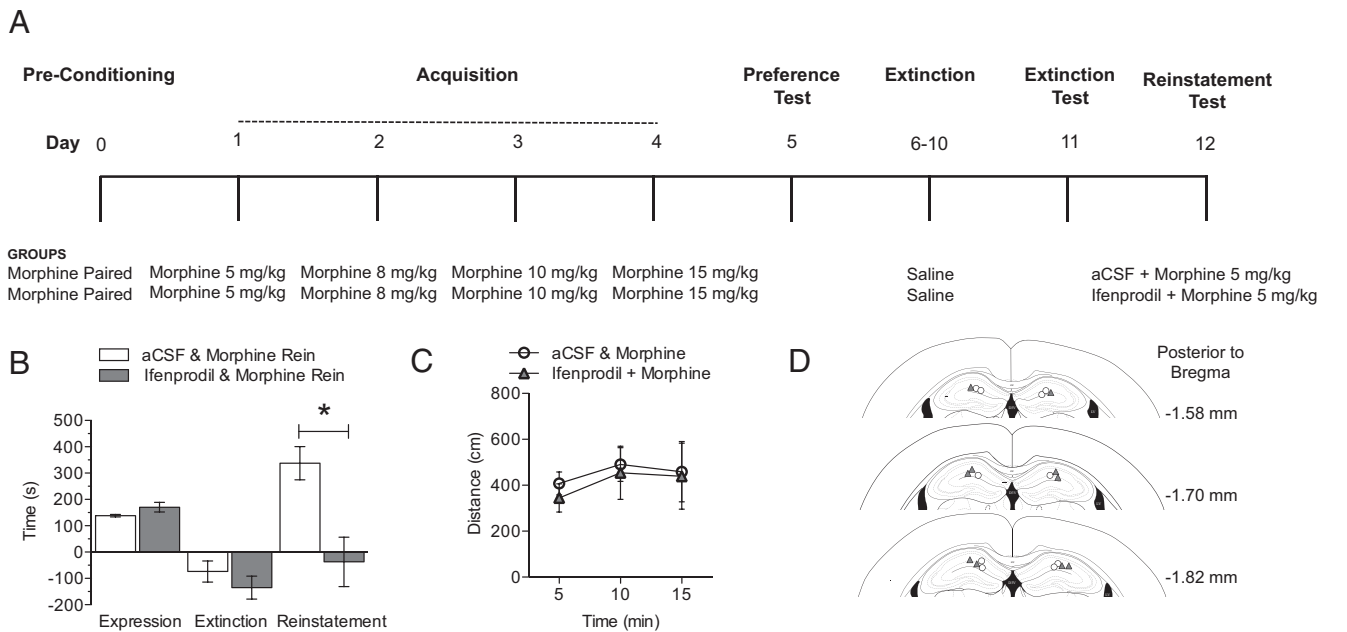 A
Pre-Conditioning Acquisition Preference Test Extinction Extinction Test Reinstatement Test
Day 0 1 2 3 4 5 6-10 11 12
GROUPS
Morphine Paired Morphine 5 mg/kg Morphine 8 mg/kg Morphine 10 mg/kg Morphine 15 mg/kg Saline aCSF + Morphine 5 mg/kg
Morphine Paired Morphine 5 mg/kg Morphine 8 mg/kg Morphine 10 mg/kg Morphine 15 mg/kg Saline Ifenprodil + Morphine 5 mg/kg
B
aCSF & Morphine Rein
Ifenprodil & Morphine Rein
*
Time (s)
500
400
300
200
100
0
-100
-200
Expression Extinction Reinstatement
C
aCSF & Morphine
Ifenprodil + Morphine
Distance (cm)
800
600
400
200
0
5 10 15
Time (min)
D
Posterior to
Bregma
-1.58 mm
-1.70 mm
-1.82 mm